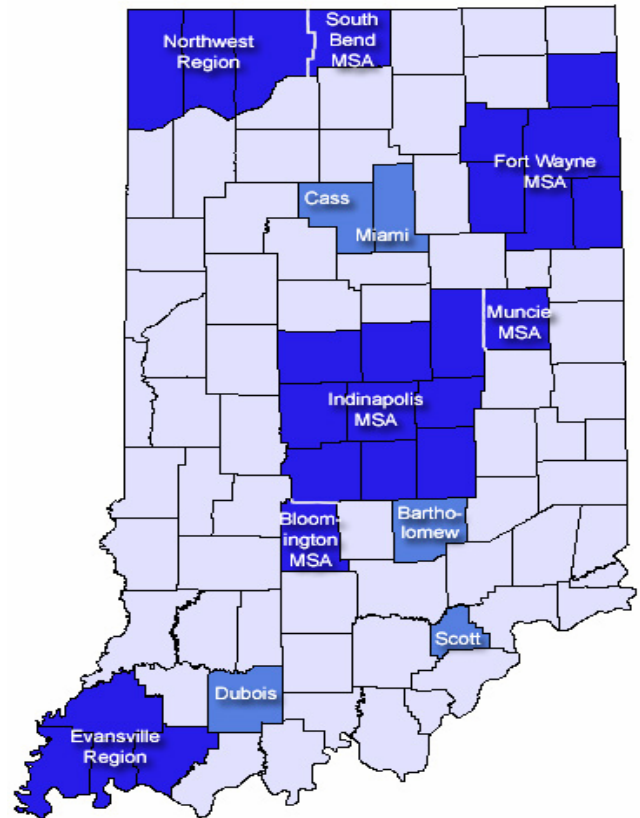 Northwest
Region
South
Bend
MSA
Fort Wayne
MSA
Cass
Miami
Muncie
MSA
Indinapolis
MSA
Bloom-
ington
MSA
Bartho-
lomew
Scott
Dubois
Evansville
Region